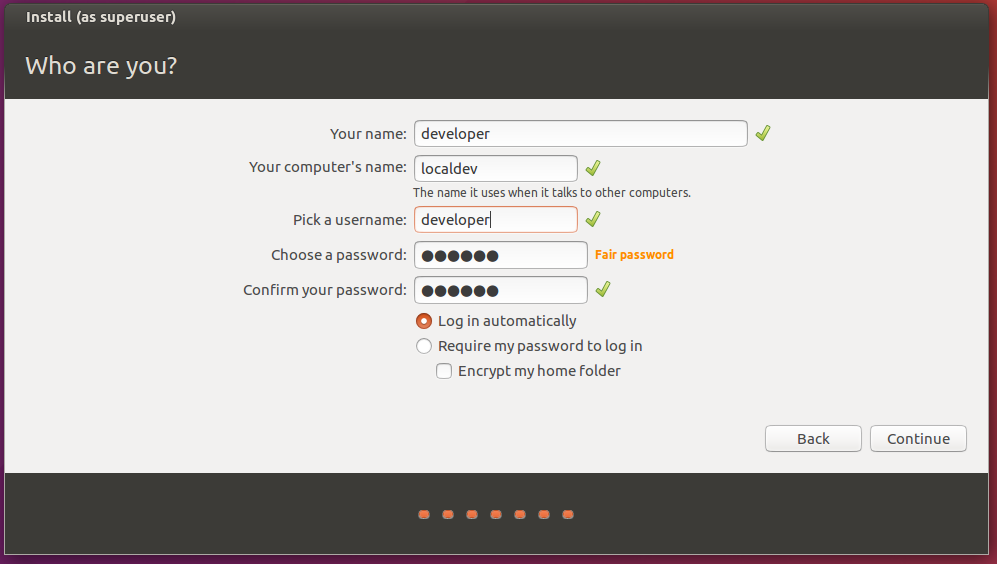 Install (as superuser)
Who are you?
Your name: developer
Your computer's name: localdev
The name it uses when it talks to other computers.
Pick a username: developer
Choose a password: ●●●●●● Fair password
Confirm your password: ●●●●●●
Log in automatically
Require my password to log in
Encrypt my home folder
Back Continue